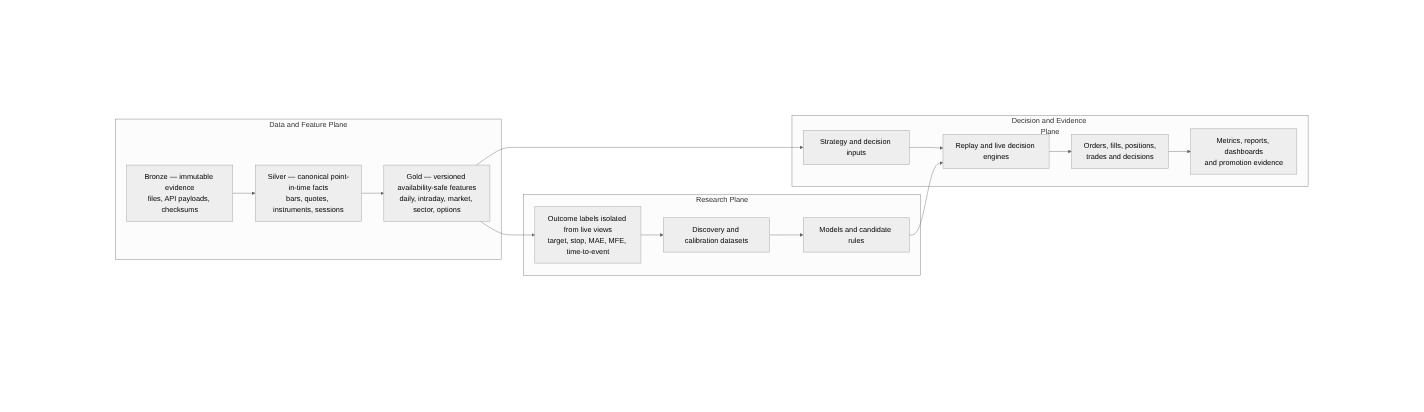 Data and Feature Plane
Bronze — immutable
evidence
files, API payloads,
checksums
Silver — canonical point-
in-time facts
bars, quotes,
instruments, sessions
Gold — versioned
availability-safe features
daily, intraday, market,
sector, options
Research Plane
Outcome labels isolated
from live views
target, stop, MAE, MFE,
time-to-event
Discovery and
calibration datasets
Models and candidate
rules
Decision and Evidence
Plane
Strategy and decision
inputs
Replay and live decision
engines
Orders, fills, positions,
trades and decisions
Metrics, reports,
dashboards
and promotion evidence